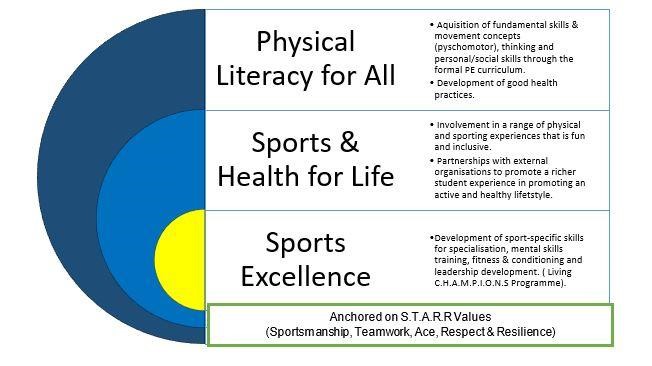 Physical
Literacy for All
• Aquisition of fundamental skills &
movement concepts
(pyschomotor), thinking and
personal/social skills through the
formal PE curriculum.
• Development of good health
practices.
Sports &
Health for Life
• Involvement in a range of physical
and sporting experiences that is fun
and inclusive.
• Partnerships with external
organisations to promote a richer
student experience in promoting an
active and healthy lifetstyle.
Sports
Excellence
•Development of sport-specific skills
for specialisation, mental skills
training, fitness & conditioning and
leadership development. ( Living
C.H.A.M.P.I.O.N.S Programme).
Anchored on S.T.A.R.R Values
(Sportsmanship, Teamwork, Ace, Respect & Resilience)